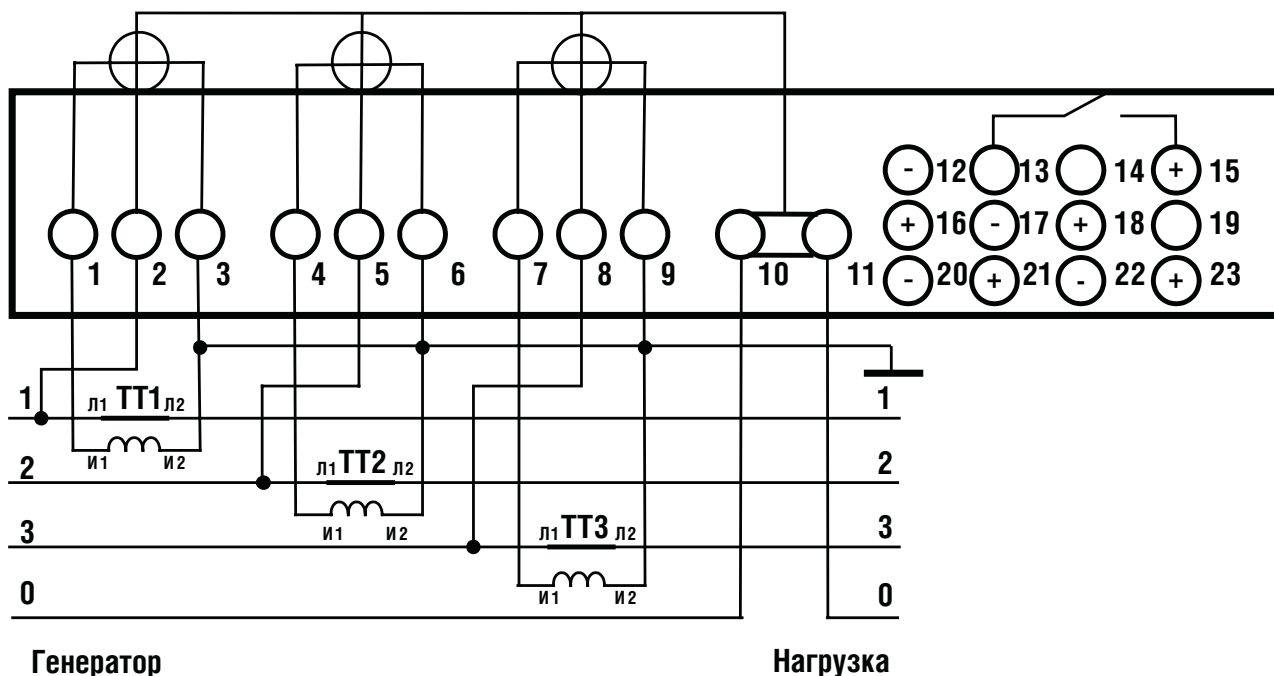 - 12 13 14 + 15
+ 16 - 17 + 18 19
1 2 3 4 5 6 7 8 9 10 11 - 20 + 21 - 22 + 23
1 Л1 ТТ1 Л2 1
И1 И2
2 Л1 ТТ2 Л2 2
И1 И2
3 Л1 ТТ3 Л2 3
И1 И2
0 0
Генератор Нагрузка